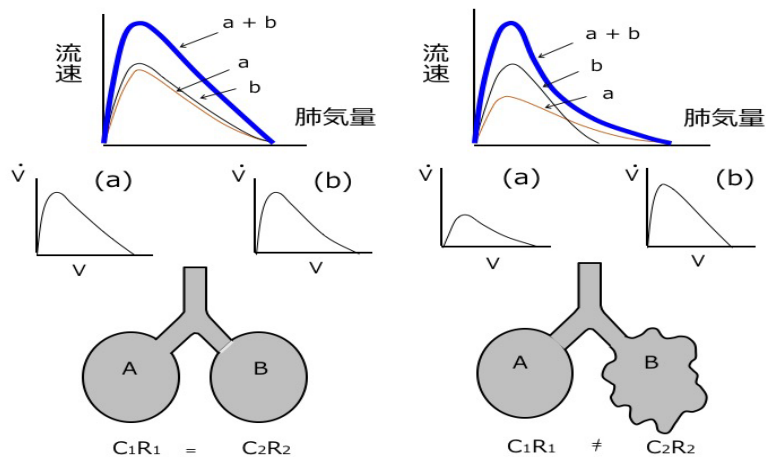 流速
a + b
a
b
肺気量
V̇
(a)
V
V̇
(b)
V
A
B
C₁R₁ = C₂R₂
流速
a + b
b
a
肺気量
V̇
(a)
V
V̇
(b)
V
A
B
C₁R₁ ≠ C₂R₂